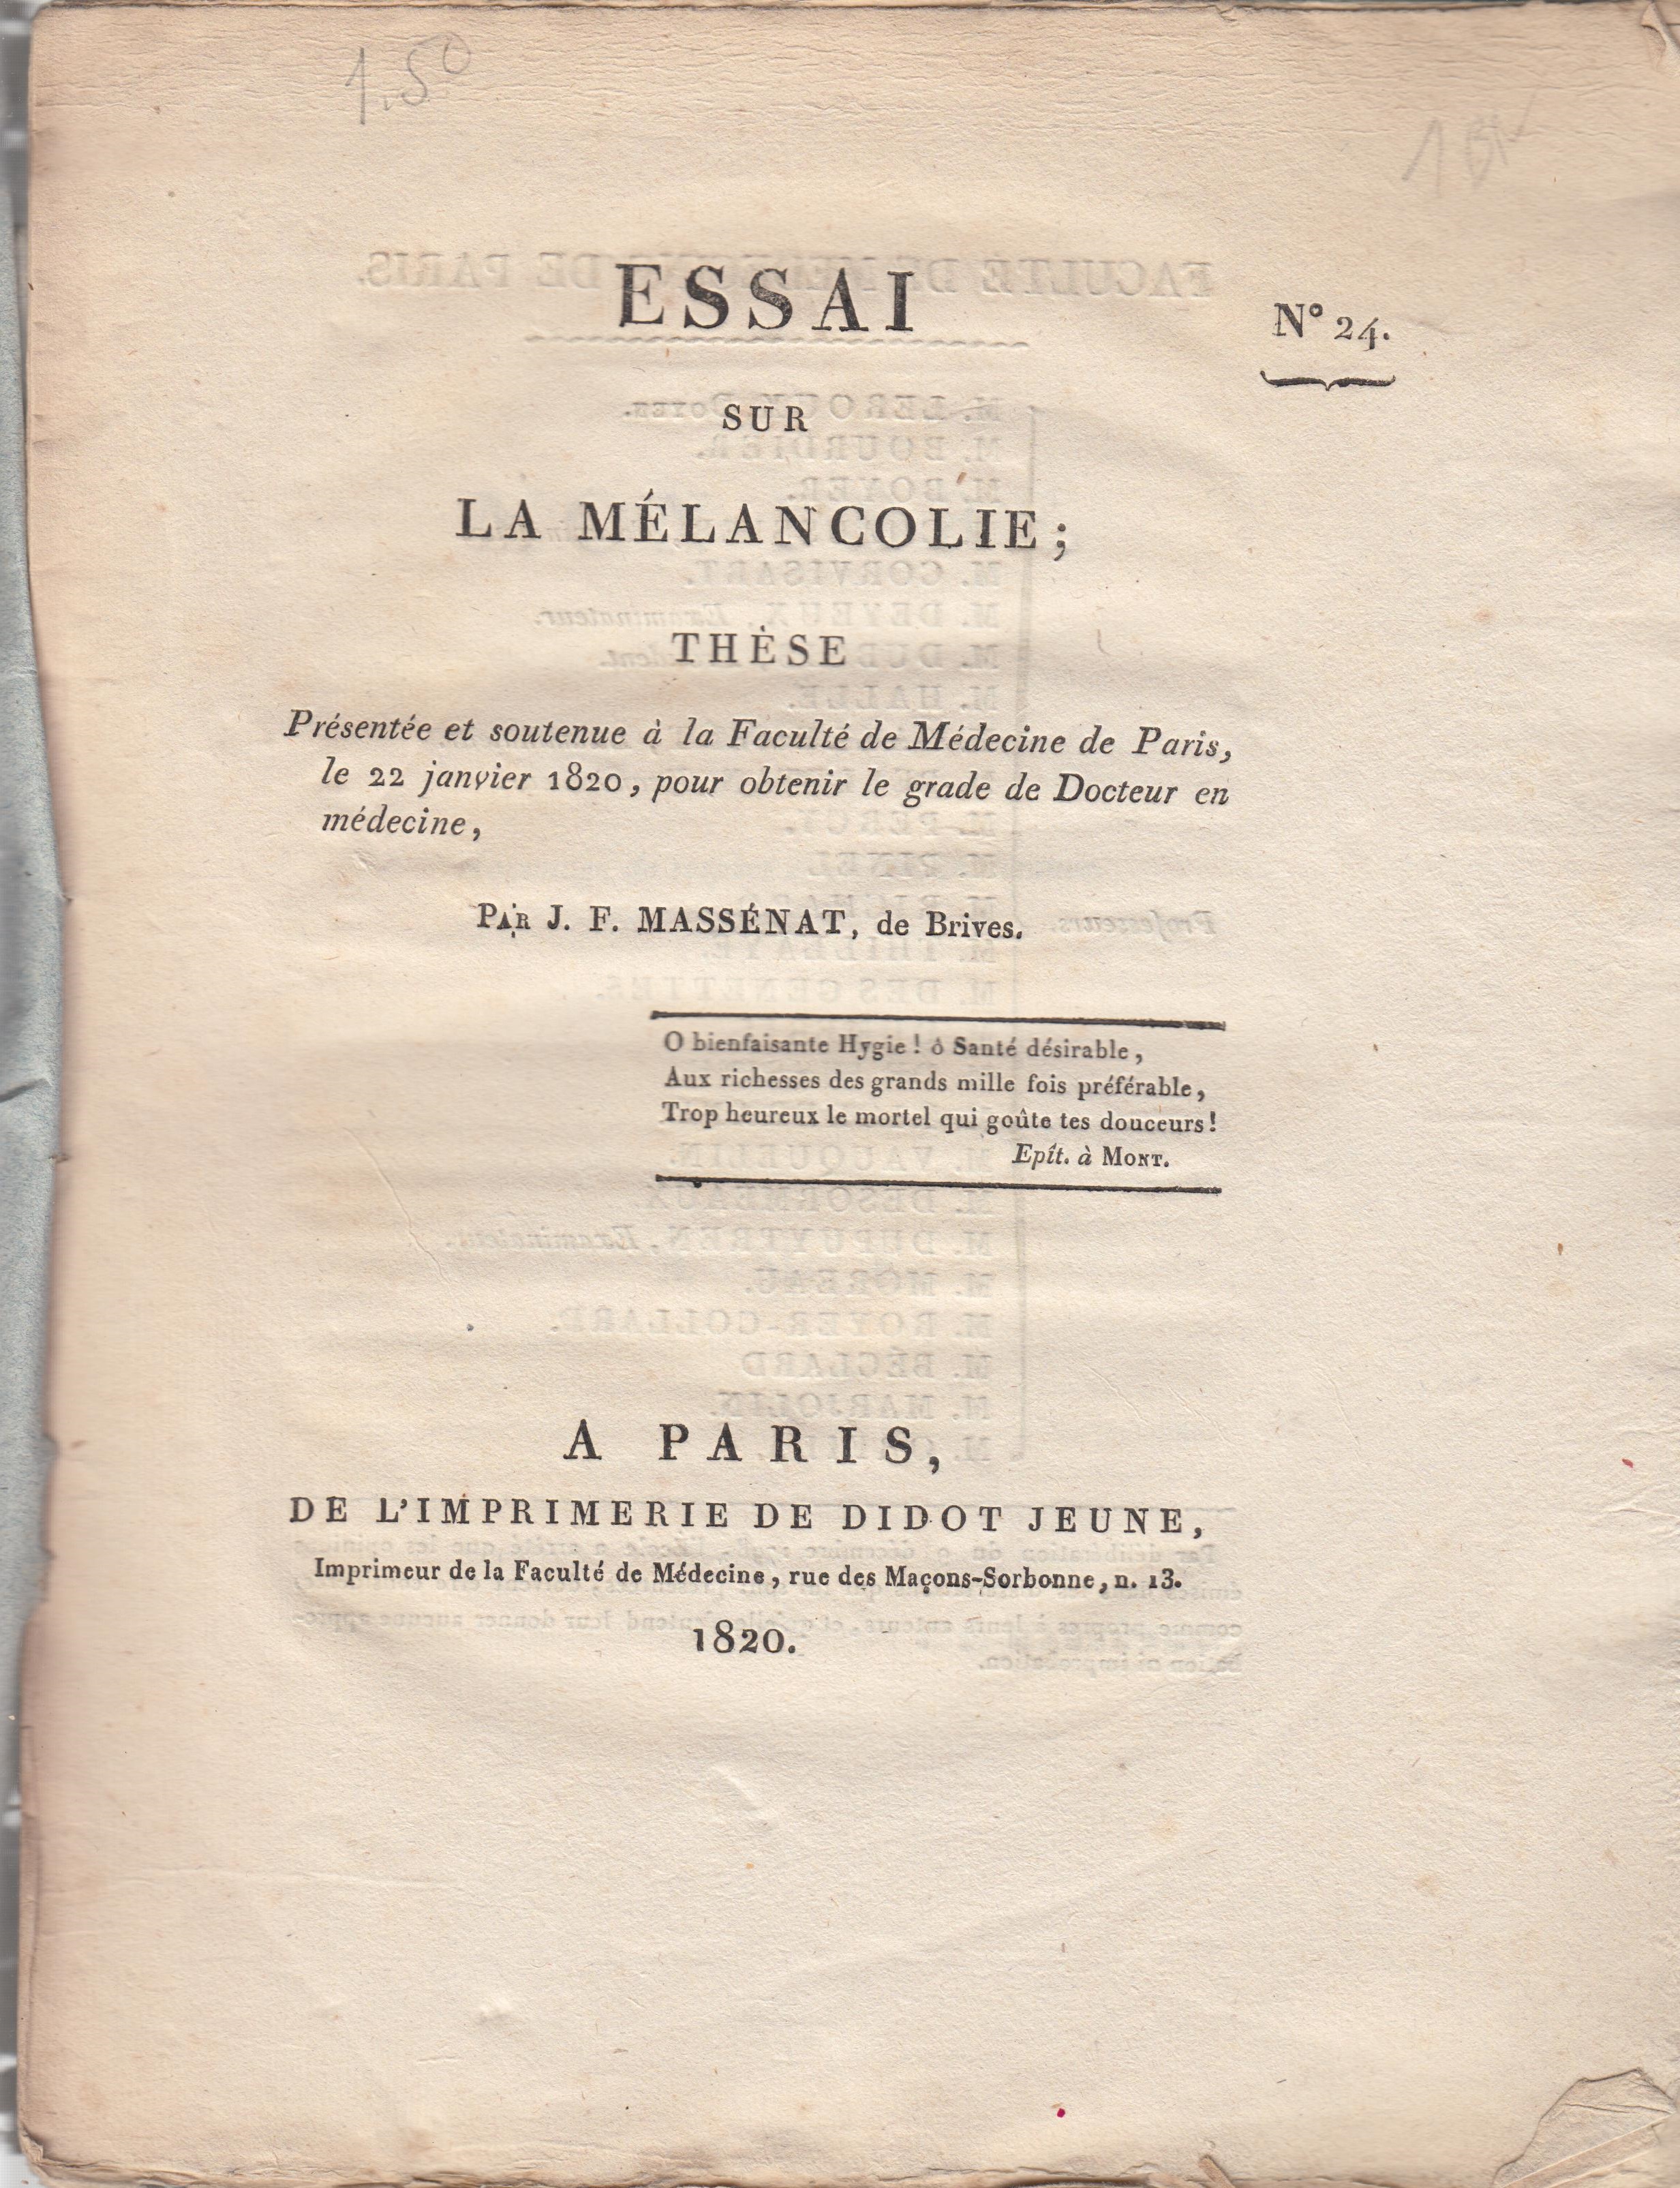 1.50
ESSAI
N° 24.
SUR
LA MÉLANCOLIE;
THÈSE
Présentée et soutenue à la Faculté de Médecine de Paris,
le 22 janvier 1820, pour obtenir le grade de Docteur en
médecine,
PAR J. F. MASSÉNAT, de Brives.
O bienfaisante Hygie! ô Santé désirable,
Aux richesses des grands mille fois préférable,
Trop heureux le mortel qui goûte tes douceurs!
Epît. à MONT.
A PARIS,
DE L'IMPRIMERIE DE DIDOT JEUNE,
Imprimeur de la Faculté de Médecine, rue des Maçons-Sorbonne, n. 13.
1820.